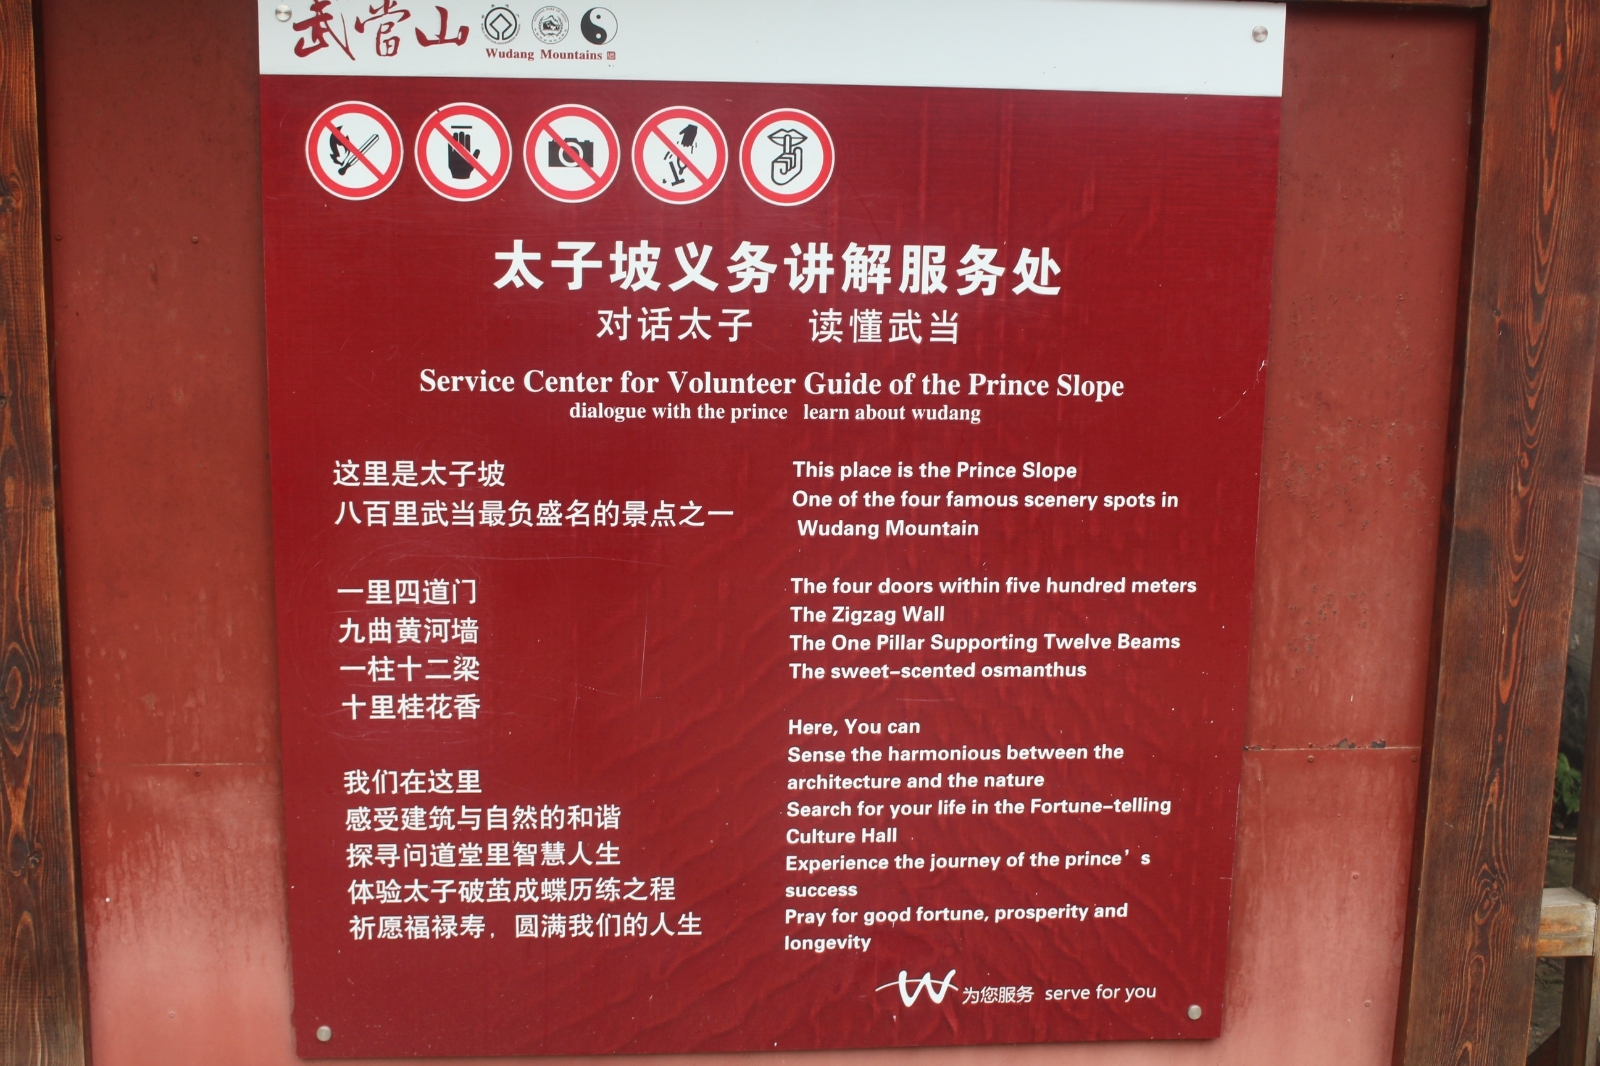 武當山
Wudang Mountains
太子坡义务讲解服务处
对话太子 读懂武当
Service Center for Volunteer Guide of the Prince Slope
dialogue with the prince learn about wudang
这里是太子坡
八百里武当最负盛名的景点之一
一里四道门
九曲黄河墙
一柱十二梁
十里桂花香
我们在这里
感受建筑与自然的和谐
探寻问道堂里智慧人生
体验太子破茧成蝶历练之程
祈愿福禄寿，圆满我们的人生
This place is the Prince Slope
One of the four famous scenery spots in
Wudang Mountain
The four doors within five hundred meters
The Zigzag Wall
The One Pillar Supporting Twelve Beams
The sweet-scented osmanthus
Here, You can
Sense the harmonious between the
architecture and the nature
Search for your life in the Fortune-telling
Culture Hall
Experience the journey of the prince's
success
Pray for good fortune, prosperity and
longevity
为您服务 serve for you